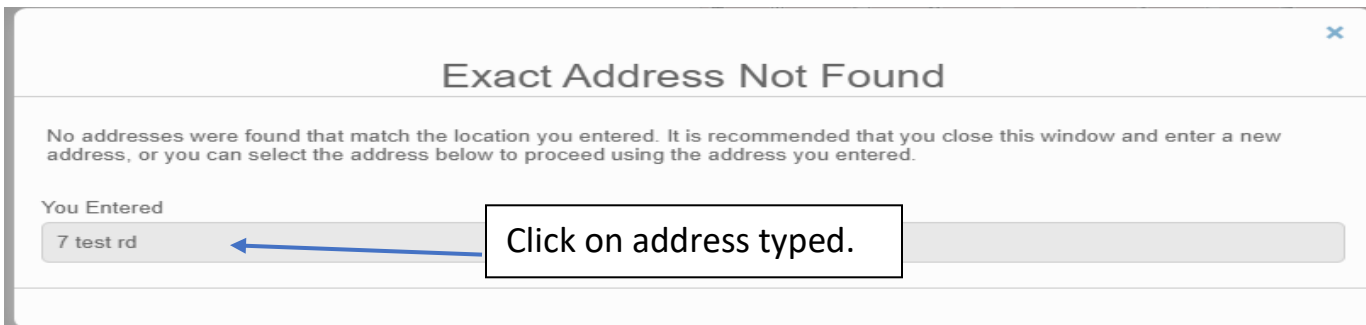 ×
Exact Address Not Found
No addresses were found that match the location you entered. It is recommended that you close this window and enter a new
address, or you can select the address below to proceed using the address you entered.
You Entered
7 test rd
Click on address typed.